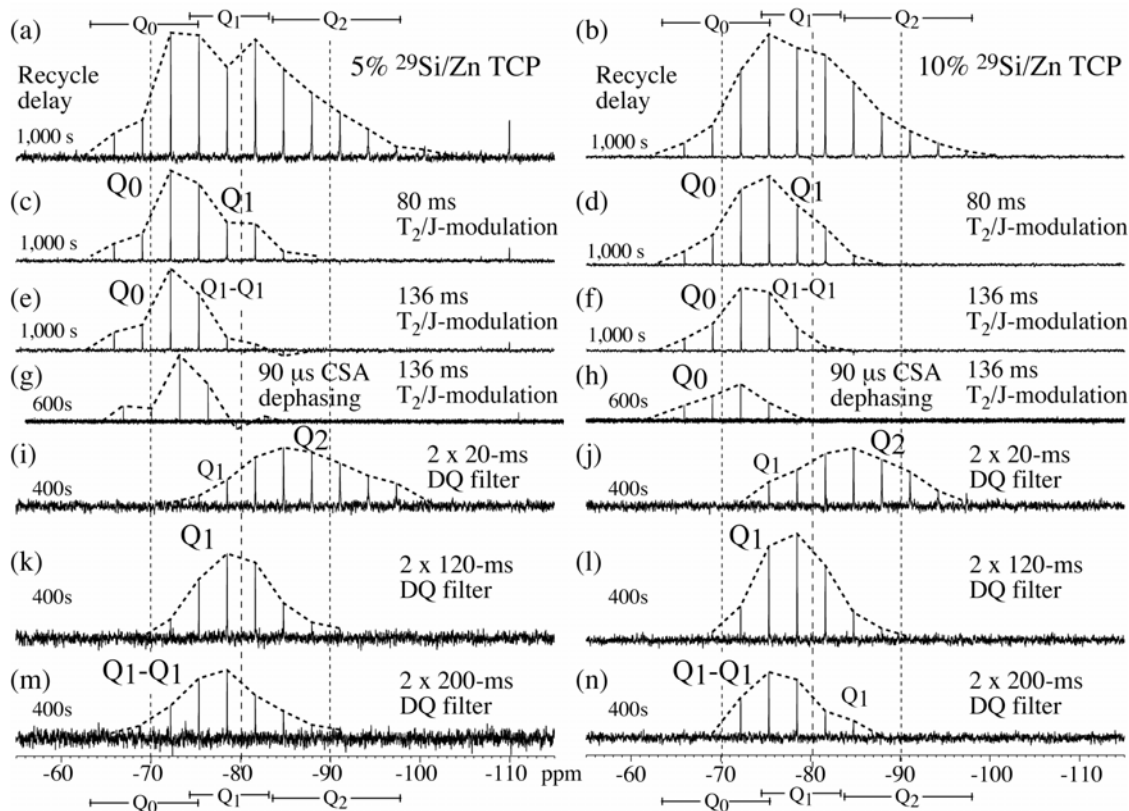 (a) Q0 Q1 Q2
5% 29Si/Zn TCP
Recycle
delay
1,000 s
(b) Q0 Q1 Q2
10% 29Si/Zn TCP
Recycle
delay
1,000 s
(c) Q0 Q1
80 ms
T2/J-modulation
1,000 s
(d) Q0 Q1
80 ms
T2/J-modulation
1,000 s
(e) Q0 Q1-Q1
136 ms
T2/J-modulation
1,000 s
(f) Q0 Q1-Q1
136 ms
T2/J-modulation
1,000 s
(g) 90 μs CSA 136 ms
dephasing T2/J-modulation
600s
(h) Q0 90 μs CSA 136 ms
dephasing T2/J-modulation
600s
(i) Q1 Q2
2 x 20-ms
DQ filter
400s
(j) Q1 Q2
2 x 20-ms
DQ filter
400s
(k) Q1
2 x 120-ms
DQ filter
400s
(l) Q1
2 x 120-ms
DQ filter
400s
(m) Q1-Q1
2 x 200-ms
DQ filter
400s
(n) Q1-Q1 Q1
2 x 200-ms
DQ filter
400s
-60 -70 -80 -90 -100 ppm
-60 -70 -80 -90 -100
Q0 Q1 Q2
Q0 Q1 Q2